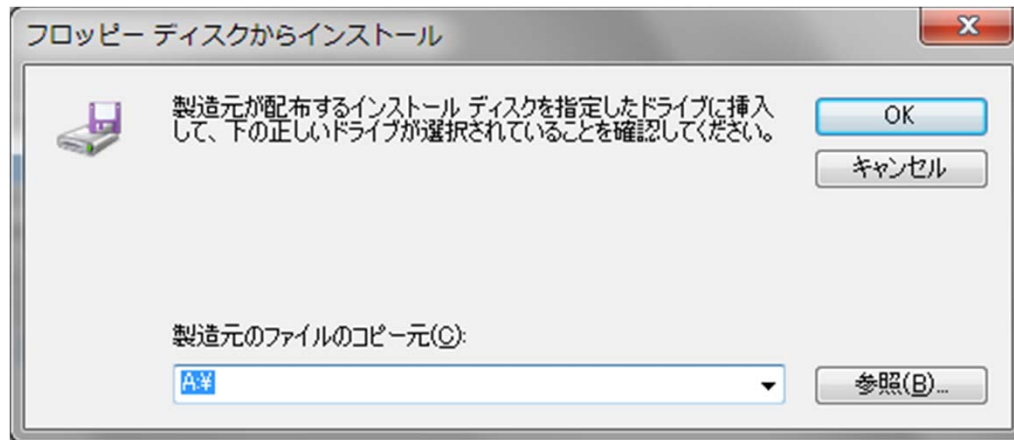 フロッピー ディスクからインストール
製造元が配布するインストール ディスクを指定したドライブに挿入
して、下の正しいドライブが選択されていることを確認してください。
OK
キャンセル
製造元のファイルのコピー元(C):
A:¥
参照(B)...